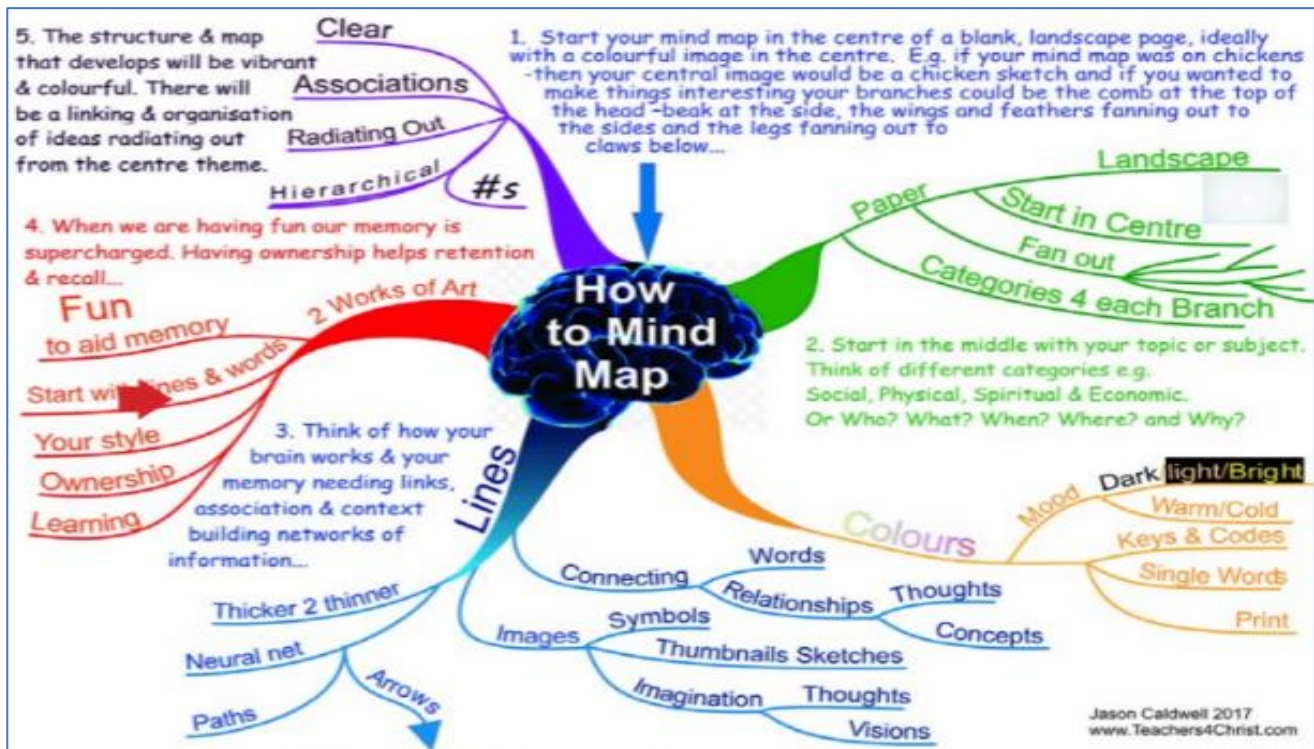 5. The structure & map
that develops will be vibrant
& colourful. There will
be a linking & organisation
of ideas radiating out
from the centre theme.
Clear
Associations
Radiating Out
Hierarchical
#s
1. Start your mind map in the centre of a blank, landscape page, ideally
with a colourful image in the centre. E.g. if your mind map was on chickens
-then your central image would be a chicken sketch and if you wanted to
make things interesting your branches could be the comb at the top of
the head -beak at the side, the wings and feathers fanning out to
the sides and the legs fanning out to
claws below...
Paper
Landscape
Start in Centre
Fan out
Categories 4 each Branch
2. Start in the middle with your topic or subject.
Think of different categories e.g.
Social, Physical, Spiritual & Economic.
Or Who? What? When? Where? and Why?
How
to Mind
Map
4. When we are having fun our memory is
supercharged. Having ownership helps retention
& recall...
2 Works of Art
Fun
to aid memory
Start with lines & words
Your style
Ownership
Learning
3. Think of how your
brain works & your
memory needing links,
association & context
building networks of
information...
Lines
Thicker 2 thinner
Neural net
Paths
Arrows
Connecting
Words
Relationships
Thoughts
Concepts
Images
Symbols
Thumbnails Sketches
Imagination
Thoughts
Visions
Colours
Mood
Dark light/Bright
Warm/Cold
Keys & Codes
Single Words
Print
Jason Caldwell 2017
www.Teachers4Christ.com